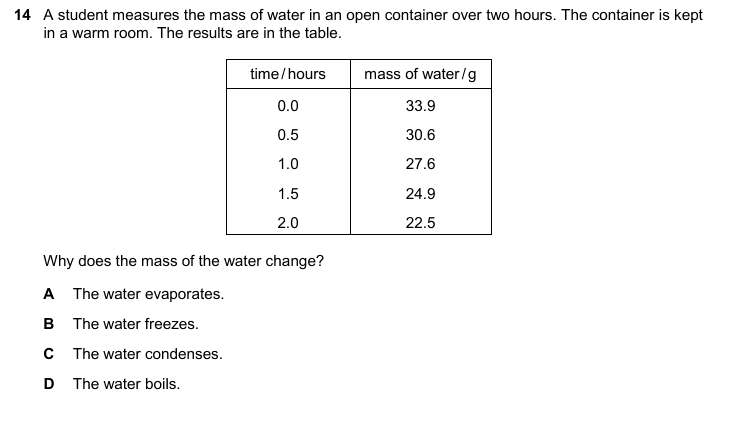 14 A student measures the mass of water in an open container over two hours. The container is kept
in a warm room. The results are in the table.
time / hours mass of water / g
0.0 33.9
0.5 30.6
1.0 27.6
1.5 24.9
2.0 22.5
Why does the mass of the water change?
A The water evaporates.
B The water freezes.
C The water condenses.
D The water boils.